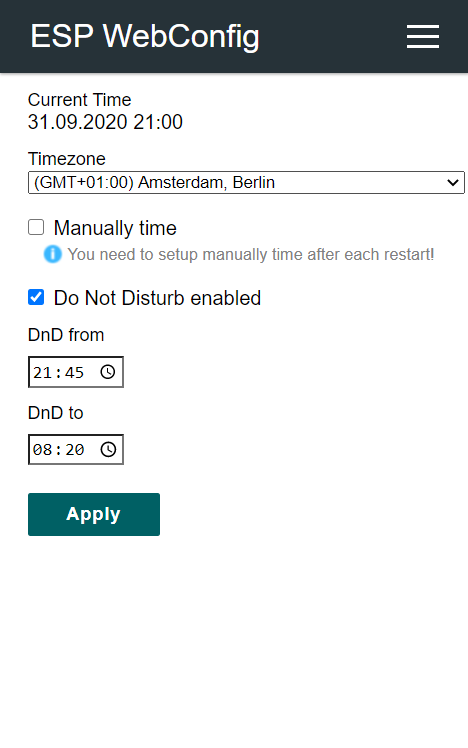 ESP WebConfig
Current Time
31.09.2020 21:00
Timezone
(GMT+01:00) Amsterdam, Berlin
Manually time
You need to setup manually time after each restart!
Do Not Disturb enabled
DnD from
21:45
DnD to
08:20
Apply